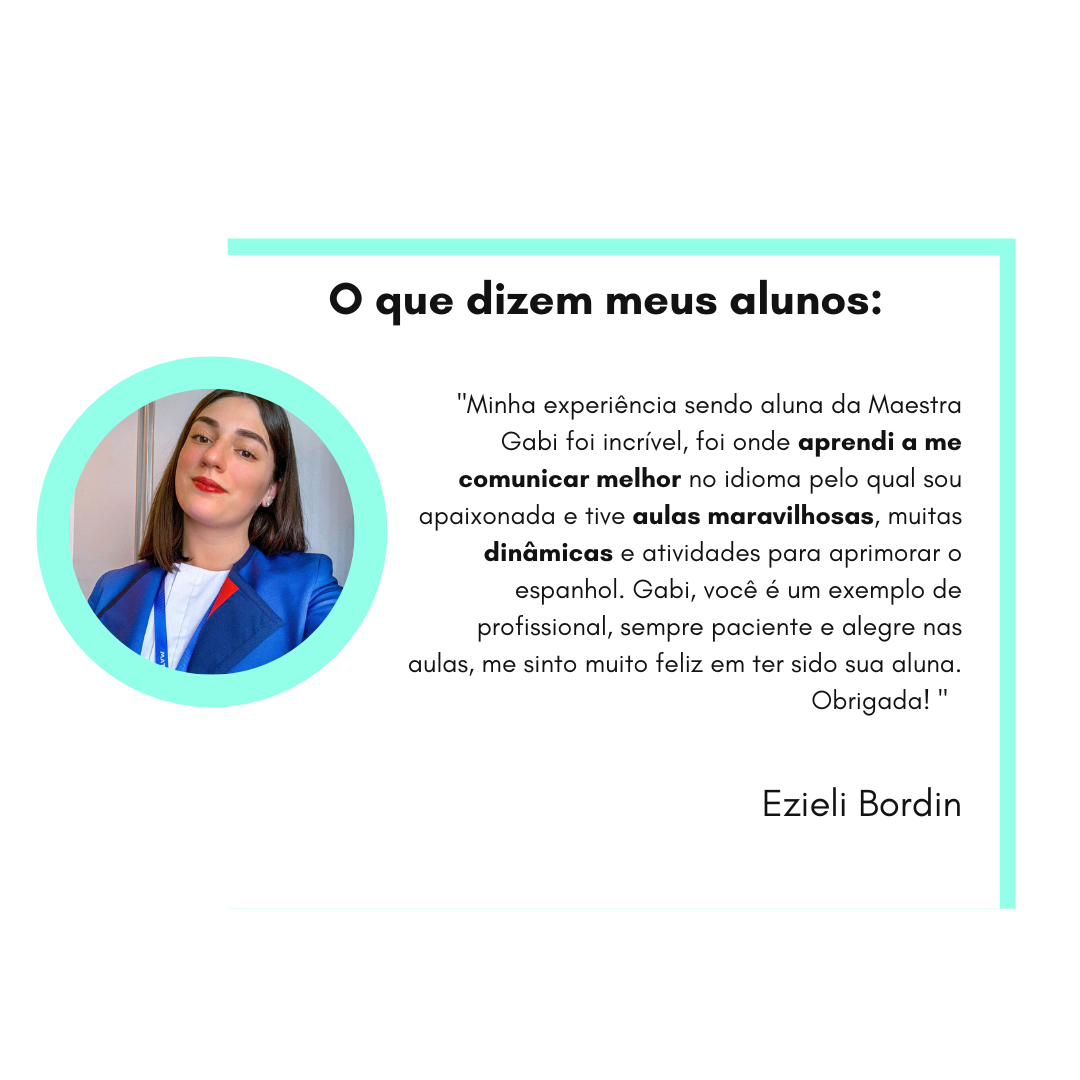 O que dizem meus alunos:
"Minha experiência sendo aluna da Maestra
Gabi foi incrível, foi onde aprendi a me
comunicar melhor no idioma pelo qual sou
apaixonada e tive aulas maravilhosas, muitas
dinâmicas e atividades para aprimorar o
espanhol. Gabi, você é um exemplo de
profissional, sempre paciente e alegre nas
aulas, me sinto muito feliz em ter sido sua aluna.
Obrigada! "
Ezieli Bordin